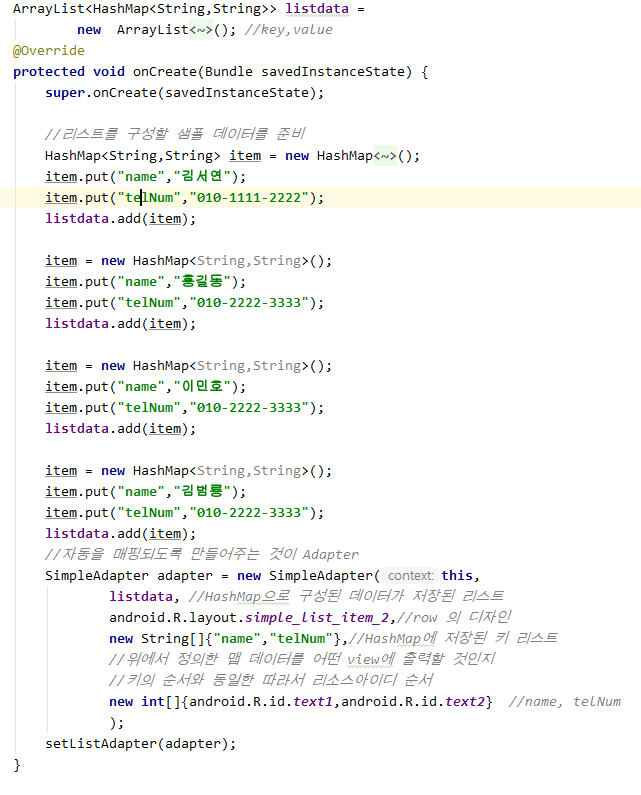 ArrayList<HashMap<String,String>> listdata =
        new  ArrayList<~>(); //key,value
@Override
protected void onCreate(Bundle savedInstanceState) {
    super.onCreate(savedInstanceState);

    //리스트를 구성할 샘플 데이터를 준비
    HashMap<String,String> item = new HashMap<~>();
    item.put("name","김서연");
    item.put("telNum","010-1111-2222");
    listdata.add(item);

    item = new HashMap<String,String>();
    item.put("name","홍길동");
    item.put("telNum","010-2222-3333");
    listdata.add(item);

    item = new HashMap<String,String>();
    item.put("name","이민호");
    item.put("telNum","010-2222-3333");
    listdata.add(item);

    item = new HashMap<String,String>();
    item.put("name","김범룡");
    item.put("telNum","010-2222-3333");
    listdata.add(item);
    //자동을 매핑되도록 만들어주는 것이 Adapter
    SimpleAdapter adapter = new SimpleAdapter( context: this,
            listdata, //HashMap으로 구성된 데이터가 저장된 리스트
            android.R.layout.simple_list_item_2,//row 의 디자인
            new String[]{"name","telNum"},//HashMap에 저장된 키 리스트
            //위에서 정의한 맵 데이터를 어떤 view에 출력할 것인지
            //키의 순서와 동일한 따라서 리소스아이디 순서
            new int[]{android.R.id.text1,android.R.id.text2}  //name, telNum
            );
    setListAdapter(adapter);
}